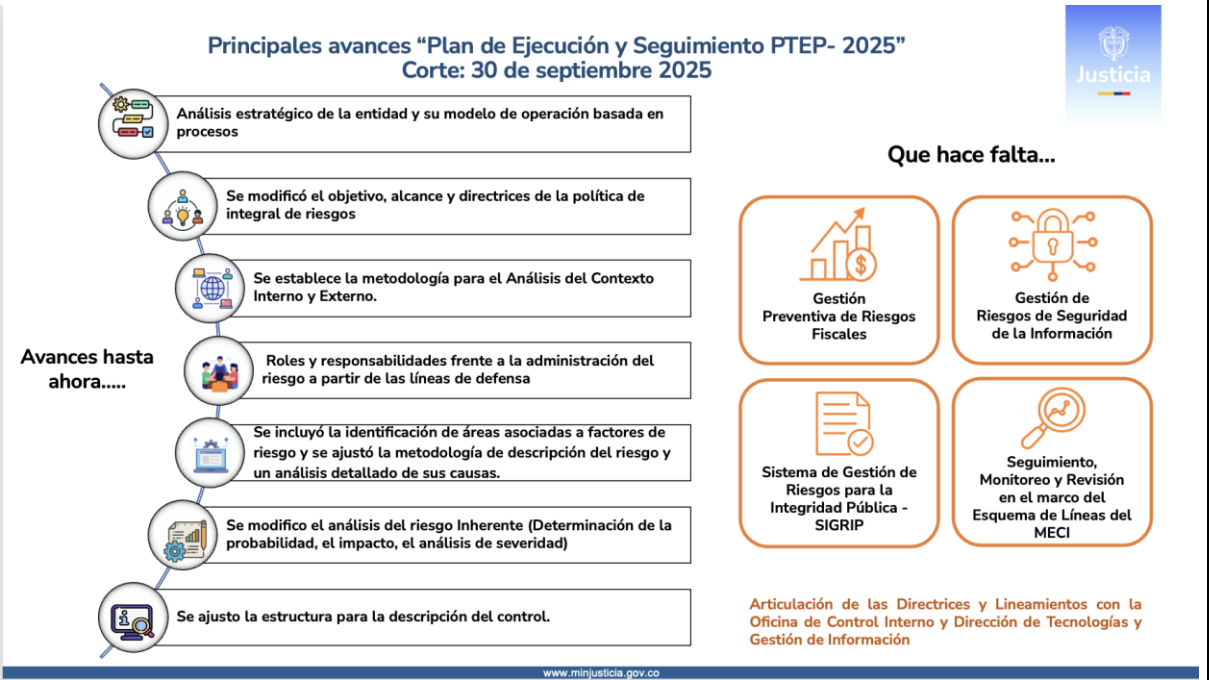 Principales avances “Plan de Ejecución y Seguimiento PTEP- 2025”
Corte: 30 de septiembre 2025
Justicia
Avances hasta
ahora.....
Análisis estratégico de la entidad y su modelo de operación basada en
procesos
Se modificó el objetivo, alcance y directrices de la política de
integral de riesgos
Se establece la metodología para el Análisis del Contexto
Interno y Externo.
Roles y responsabilidades frente a la administración del
riesgo a partir de las líneas de defensa
Se incluyó la identificación de áreas asociadas a factores de
riesgo y se ajustó la metodología de descripción del riesgo y
un análisis detallado de sus causas.
Se modifico el análisis del riesgo Inherente (Determinación de la
probabilidad, el impacto, el análisis de severidad)
Se ajusto la estructura para la descripción del control.
Que hace falta...
Gestión
Preventiva de Riesgos
Fiscales
Gestión de
Riesgos de Seguridad
de la Información
Sistema de Gestión de
Riesgos para la
Integridad Pública -
SIGRIP
Seguimiento,
Monitoreo y Revisión
en el marco del
Esquema de Líneas del
MECI
Articulación de las Directrices y Lineamientos con la
Oficina de Control Interno y Dirección de Tecnologías y
Gestión de Información
www.minjusticia.gov.co